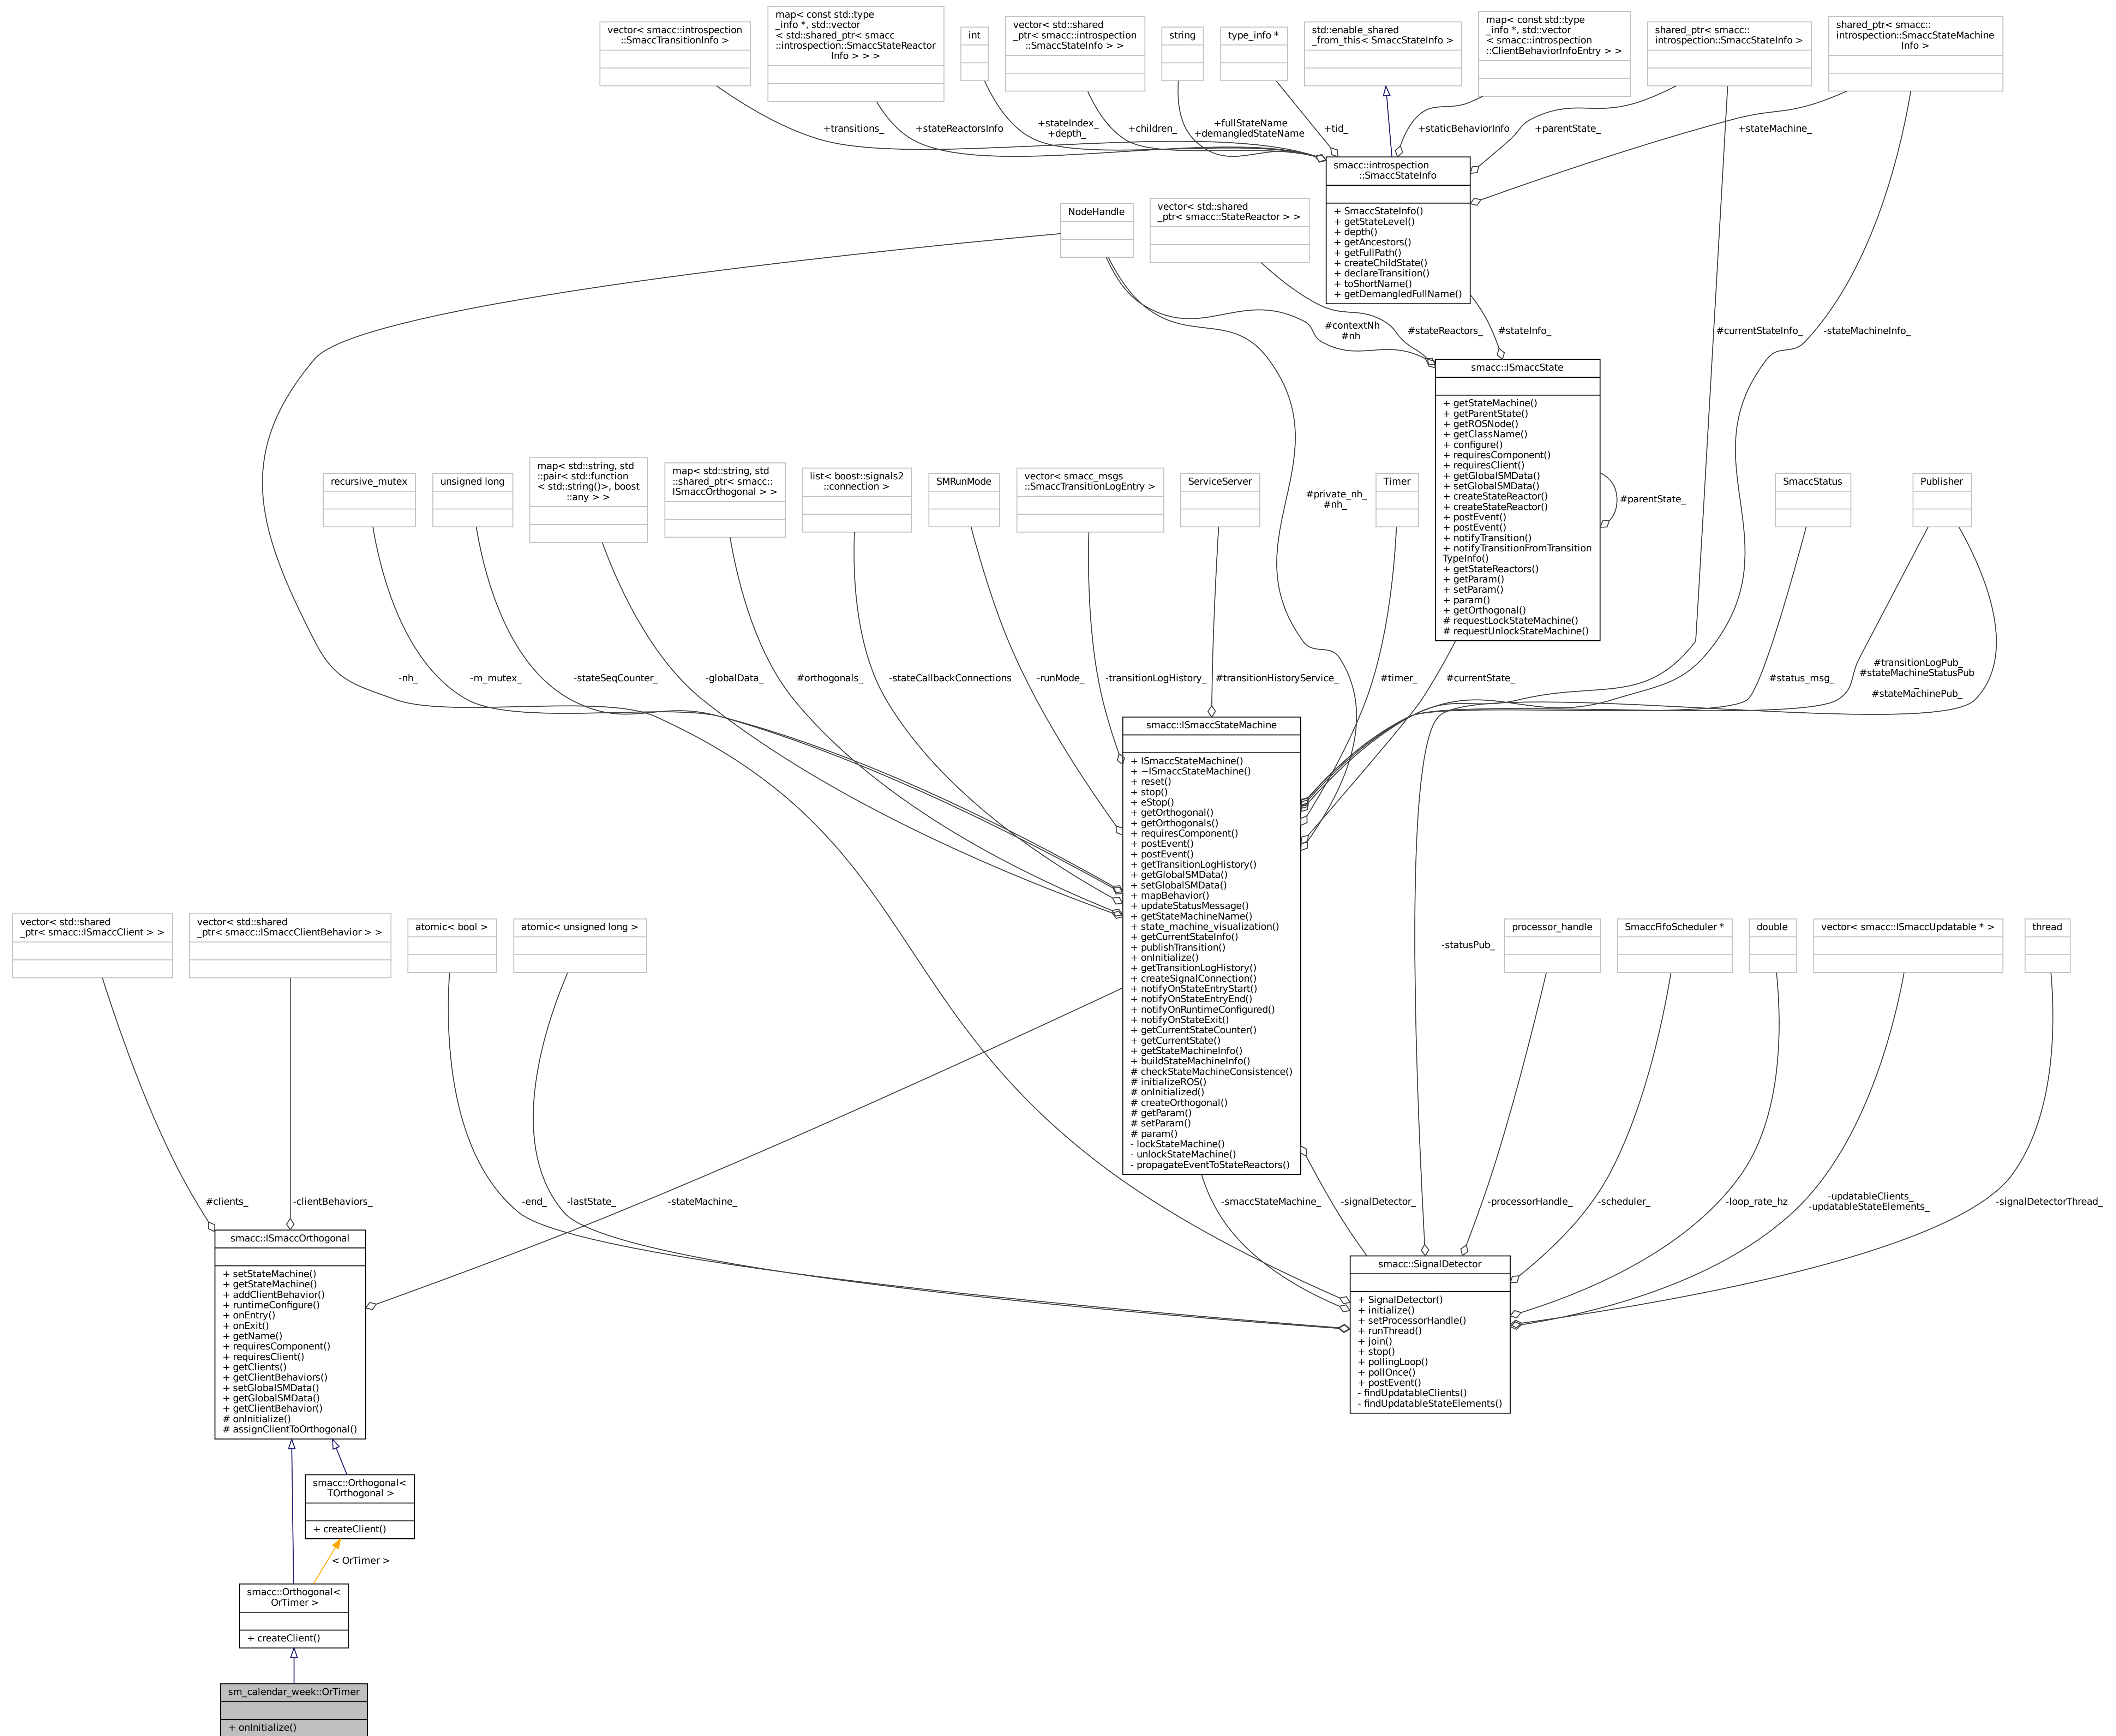 vector< smacc::introspection
::SmaccTransitionInfo >
map< const std::type
_info *, std::vector
< std::shared_ptr< smacc
::introspection::SmaccStateReactor
Info > > >
int
vector< std::shared
_ptr< smacc::introspection
::SmaccStateInfo > >
string
type_info *
std::enable_shared
_from_this< SmaccStateInfo >
map< const std::type
_info *, std::vector
< smacc::introspection
::ClientBehaviorInfoEntry > >
shared_ptr< smacc::
introspection::SmaccStateInfo >
shared_ptr< smacc::
introspection::SmaccStateMachine
Info >
+transitions_
+stateReactorsInfo
+stateIndex_
+depth_
+children_
+fullStateName
+demangledStateName
+tid_
+staticBehaviorInfo
+parentState_
+stateMachine_
smacc::introspection
::SmaccStateInfo
+ SmaccStateInfo()
+ getStateLevel()
+ depth()
+ getAncestors()
+ getFullPath()
+ createChildState()
+ declareTransition()
+ toShortName()
+ getDemangledFullName()
NodeHandle
vector< std::shared
_ptr< smacc::StateReactor > >
#contextNh
#nh
#stateReactors_
#stateInfo_
#currentStateInfo_
-stateMachineInfo_
smacc::ISmaccState
+ getStateMachine()
+ getParentState()
+ getROSNode()
+ getClassName()
+ configure()
+ requiresComponent()
+ requiresClient()
+ getGlobalSMData()
+ setGlobalSMData()
+ createStateReactor()
+ createStateReactor()
+ postEvent()
+ postEvent()
+ notifyTransition()
+ notifyTransitionFromTransition
TypeInfo()
+ getStateReactors()
+ getParam()
+ setParam()
+ param()
+ getOrthogonal()
# requestLockStateMachine()
# requestUnlockStateMachine()
#parentState_
recursive_mutex
unsigned long
map< std::string, std
::pair< std::function
< std::string()>, boost
::any > >
map< std::string, std
::shared_ptr< smacc::
ISmaccOrthogonal > >
list< boost::signals2
::connection >
SMRunMode
vector< smacc_msgs
::SmaccTransitionLogEntry >
ServiceServer
#private_nh_
#nh_
Timer
SmaccStatus
Publisher
-nh_
-m_mutex_
-stateSeqCounter_
-globalData_
#orthogonals_
-stateCallbackConnections
-runMode_
-transitionLogHistory_
#transitionHistoryService_
#timer_
#currentState_
#status_msg_
#transitionLogPub_
#stateMachineStatusPub
_
#stateMachinePub_
smacc::ISmaccStateMachine
+ ISmaccStateMachine()
+ ~ISmaccStateMachine()
+ reset()
+ stop()
+ eStop()
+ getOrthogonal()
+ getOrthogonals()
+ requiresComponent()
+ postEvent()
+ postEvent()
+ getTransitionLogHistory()
+ getGlobalSMData()
+ setGlobalSMData()
+ mapBehavior()
+ updateStatusMessage()
+ getStateMachineName()
+ state_machine_visualization()
+ getCurrentStateInfo()
+ publishTransition()
+ onInitialize()
+ getTransitionLogHistory()
+ createSignalConnection()
+ notifyOnStateEntryStart()
+ notifyOnStateEntryEnd()
+ notifyOnRuntimeConfigured()
+ notifyOnStateExit()
+ getCurrentStateCounter()
+ getCurrentState()
+ getStateMachineInfo()
+ buildStateMachineInfo()
# checkStateMachineConsistence()
# initializeROS()
# onInitialized()
# createOrthogonal()
# getParam()
# setParam()
# param()
- lockStateMachine()
- unlockStateMachine()
- propagateEventToStateReactors()
vector< std::shared
_ptr< smacc::ISmaccClient > >
vector< std::shared
_ptr< smacc::ISmaccClientBehavior > >
atomic< bool >
atomic< unsigned long >
-statusPub_
processor_handle
SmaccFifoScheduler *
double
vector< smacc::ISmaccUpdatable * >
thread
#clients_
-clientBehaviors_
-end_
-lastState_
-stateMachine_
-smaccStateMachine_
-signalDetector_
-processorHandle_
-scheduler_
-loop_rate_hz
-updatableClients_
-updatableStateElements_
-signalDetectorThread_
smacc::ISmaccOrthogonal
+ setStateMachine()
+ getStateMachine()
+ addClientBehavior()
+ runtimeConfigure()
+ onEntry()
+ onExit()
+ getName()
+ requiresComponent()
+ requiresClient()
+ getClients()
+ getClientBehaviors()
+ setGlobalSMData()
+ getGlobalSMData()
+ getClientBehavior()
# onInitialize()
# assignClientToOrthogonal()
smacc::SignalDetector
+ SignalDetector()
+ initialize()
+ setProcessorHandle()
+ runThread()
+ join()
+ stop()
+ pollingLoop()
+ pollOnce()
+ postEvent()
- findUpdatableClients()
- findUpdatableStateElements()
smacc::Orthogonal<
TOrthogonal >
+ createClient()
< OrTimer >
smacc::Orthogonal<
OrTimer >
+ createClient()
sm_calendar_week::OrTimer
+ onInitialize()